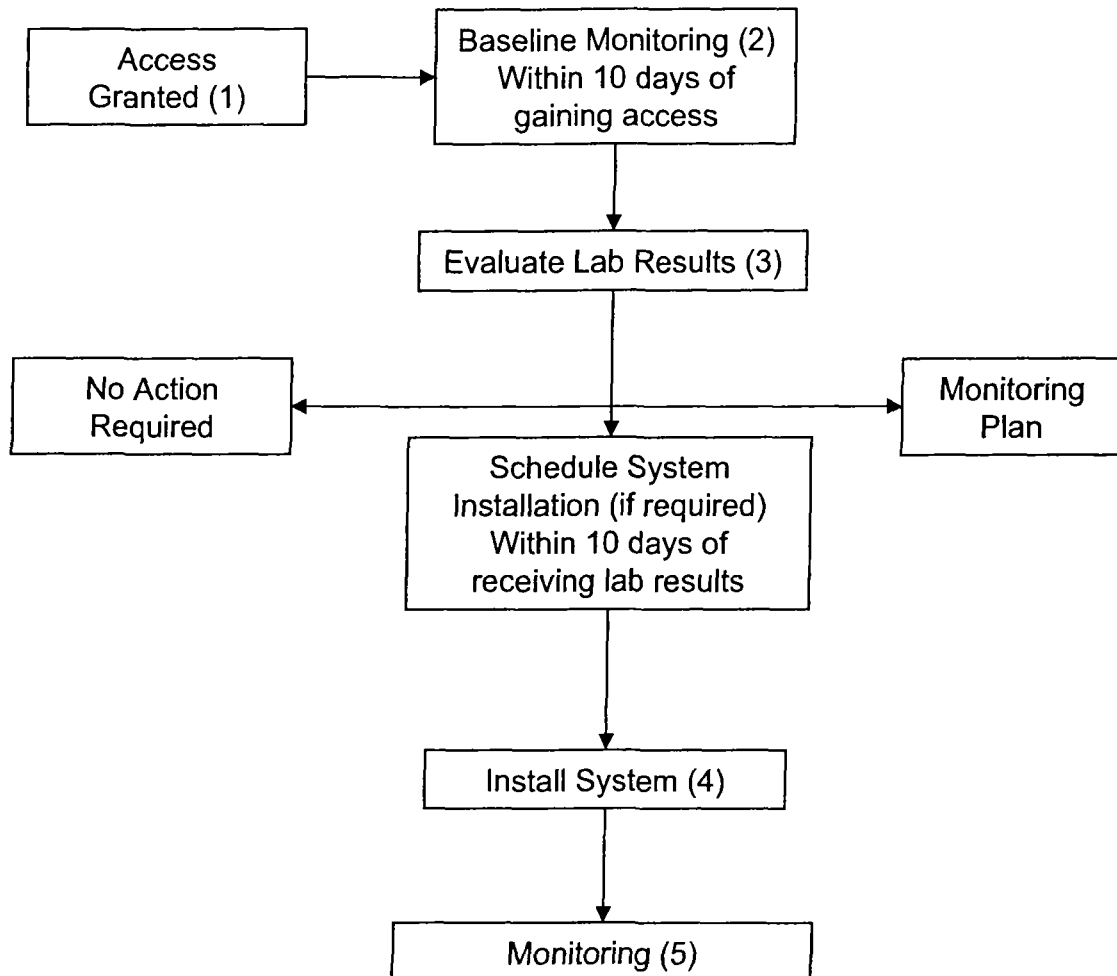 Access
Granted (1)
Baseline Monitoring (2)
Within 10 days of
gaining access
Evaluate Lab Results (3)
No Action
Required
Monitoring
Plan
Schedule System
Installation (if required)
Within 10 days of
receiving lab results
Install System (4)
Monitoring (5)